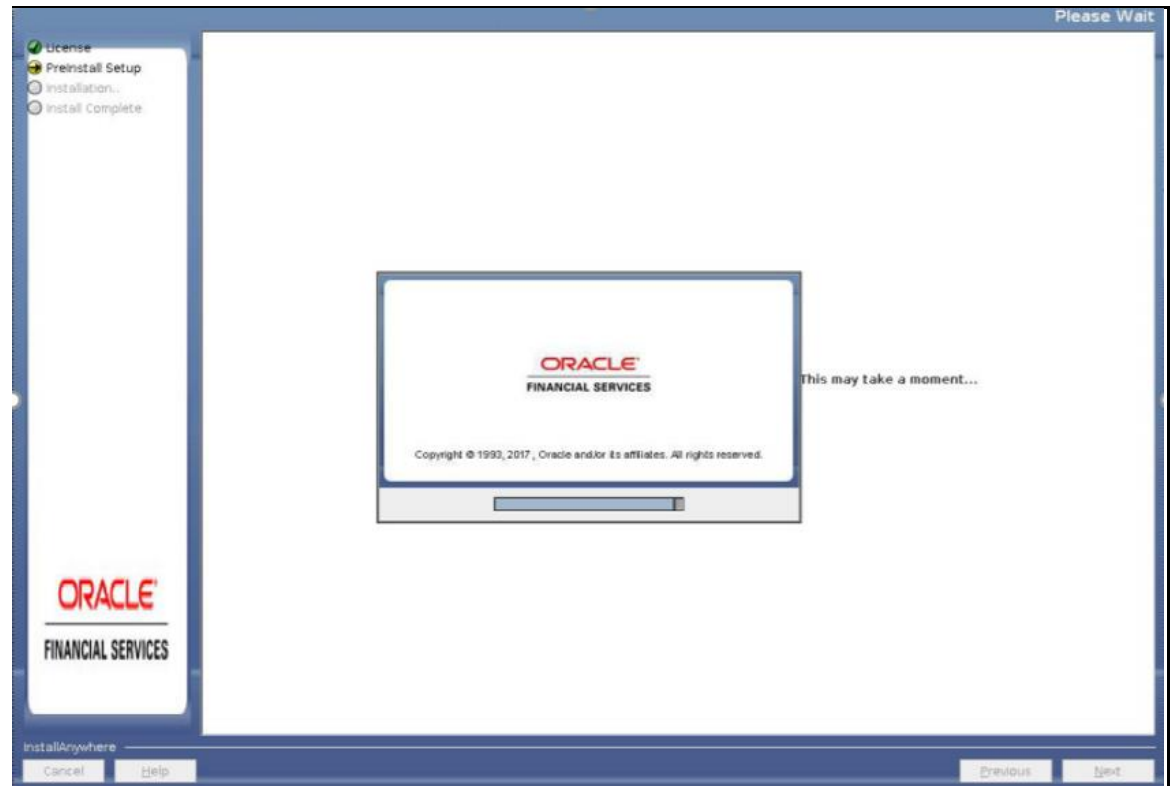 Please Wait
License
Preinstall Setup
Installation..
Install Complete
ORACLE
FINANCIAL SERVICES
This may take a moment...
Copyright © 1993, 2017 , Oracle and/or its affiliates. All rights reserved.
ORACLE
FINANCIAL SERVICES
InstallAnywhere
Cancel Help Previous Next